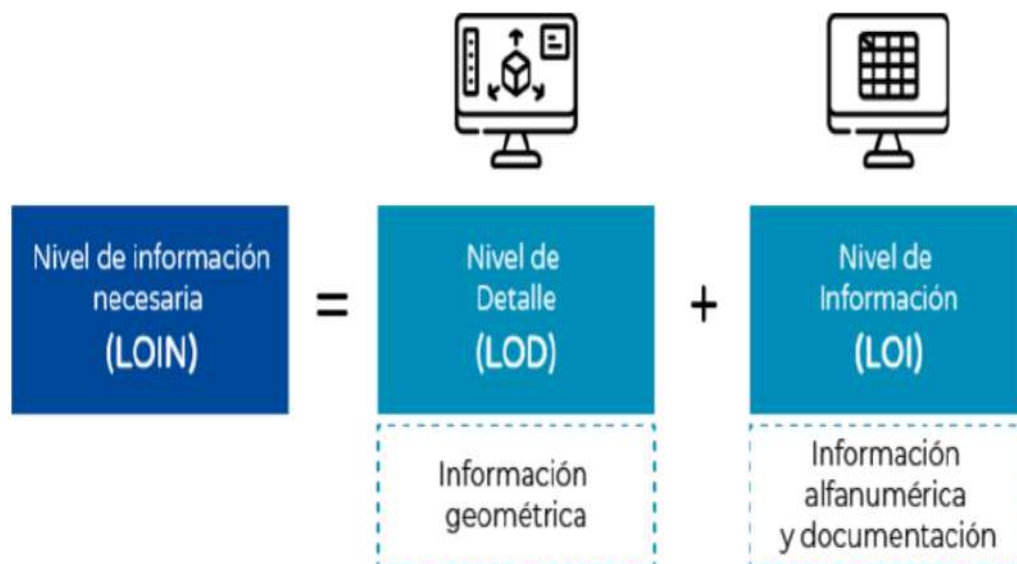 Nivel de información
necesaria
(LOIN)
=
Nivel de
Detalle
(LOD)
+
Nivel de
Información
(LOI)
Información
geométrica
Información
alfanumérica
y documentación